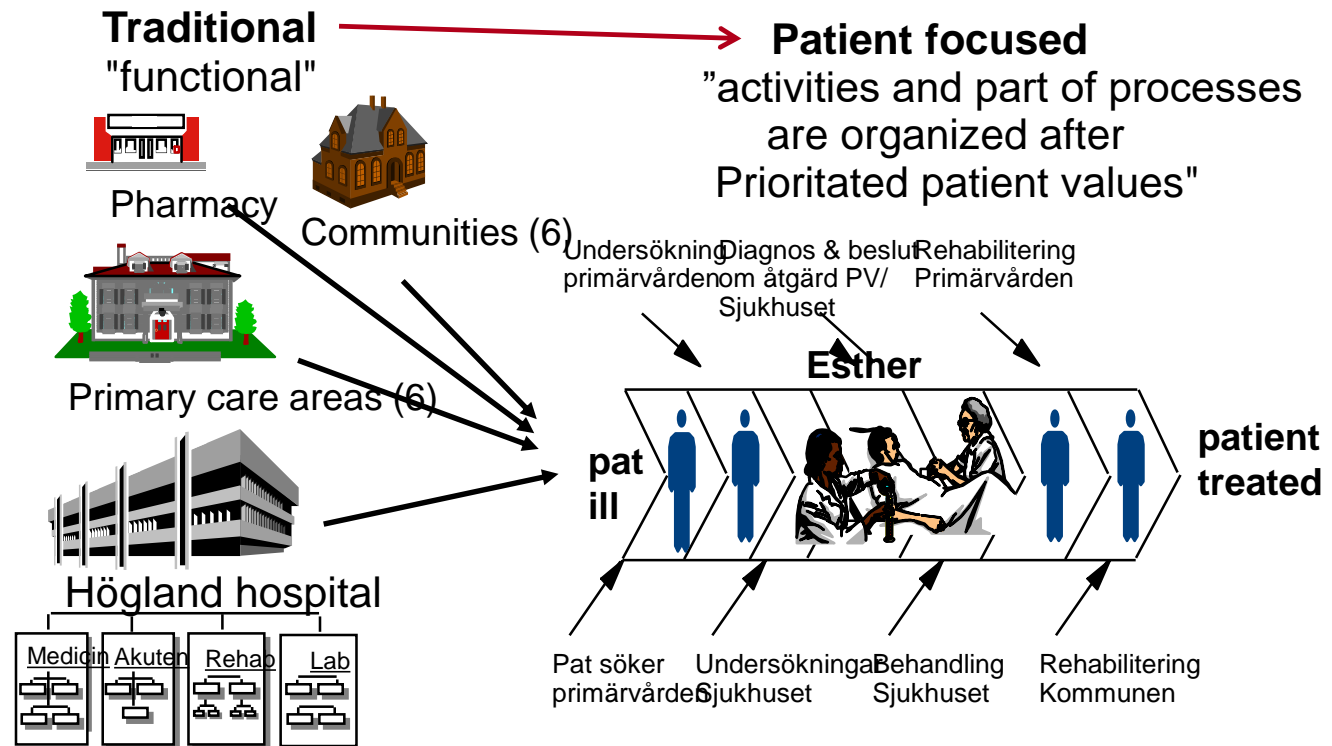 Traditional
"functional"
Patient focused
”activities and part of processes
are organized after
Prioritated patient values"
Pharmacy
Communities (6)
Primary care areas (6)
Högland hospital
Medicin
Akuten
Rehab
Lab
Undersökning
primärvården
Diagnos & beslut
om åtgärd PV/
Sjukhuset
Rehabilitering
Primärvården
Esther
pat
ill
patient
treated
Pat söker
primärvården
Undersökningar
Sjukhuset
Behandling
Sjukhuset
Rehabilitering
Kommunen